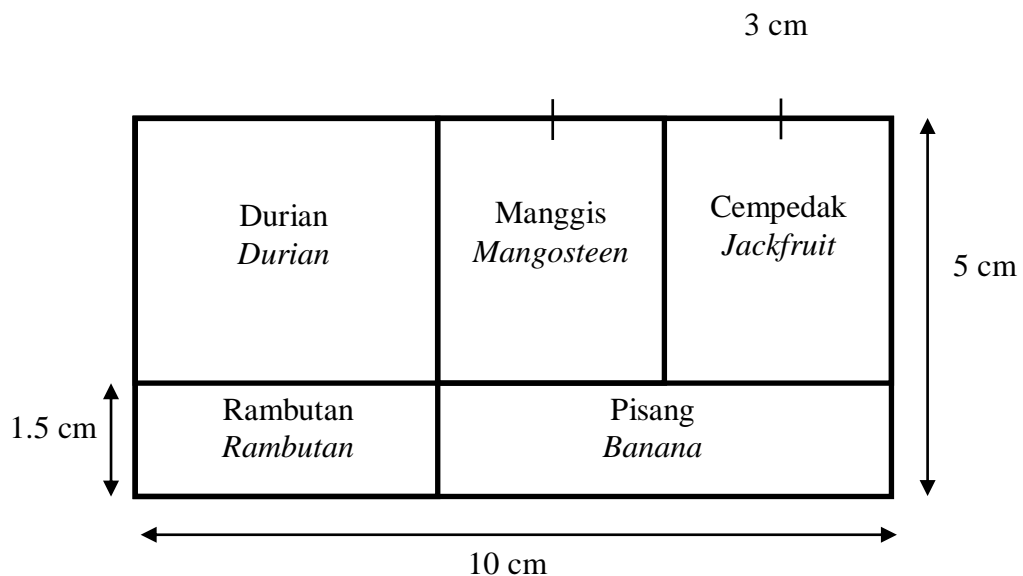 3 cm
Durian
Durian
Manggis
Mangosteen
Cempedak
Jackfruit
5 cm
1.5 cm
Rambutan
Rambutan
Pisang
Banana
10 cm